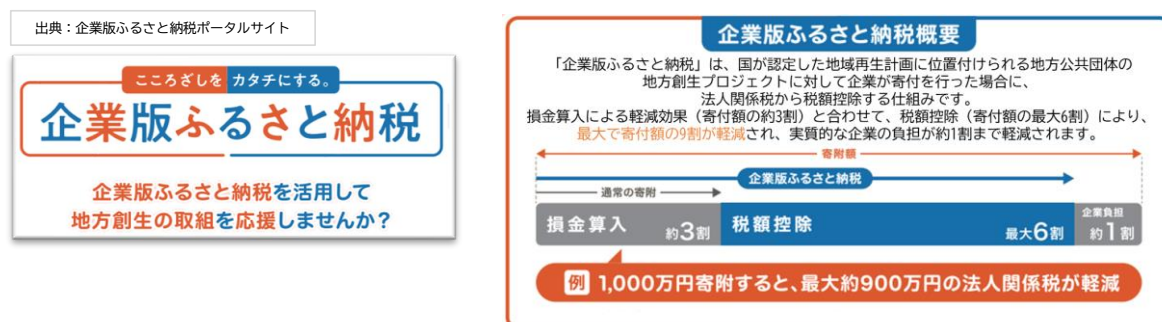 出典：企業版ふるさと納税ポータルサイト
こころざしを カタチにする。
企業版ふるさと納税
企業版ふるさと納税を活用して
地方創生の取組を応援しませんか？
企業版ふるさと納税概要
「企業版ふるさと納税」は、国が認定した地域再生計画に位置付けられる地方公共団体の
地方創生プロジェクトに対して企業が寄付を行った場合に、
法人関係税から税額控除する仕組みです。
損金算入による軽減効果（寄付額の約3割）と合わせて、税額控除（寄付額の最大6割）により、
最大で寄付額の9割が軽減され、実質的な企業の負担が約1割まで軽減されます。
寄附額
企業版ふるさと納税
通常の寄附
損金算入 約3割 税額控除 最大6割 企業負担 約1割
例 1,000万円寄附すると、最大約900万円の法人関係税が軽減